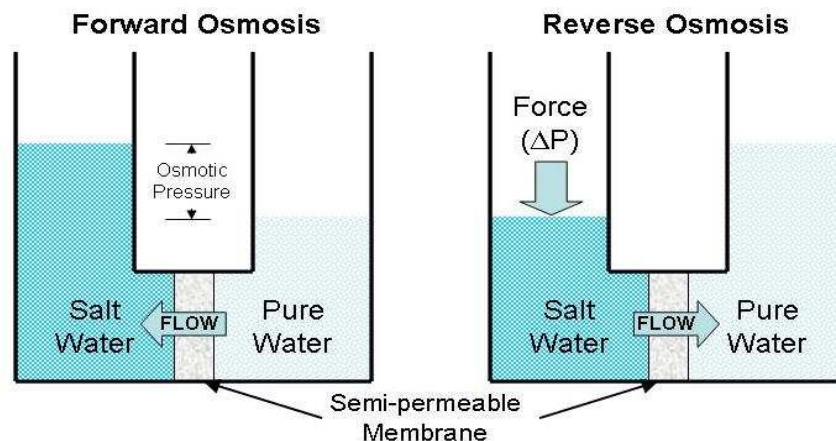 Forward Osmosis
Reverse Osmosis
Osmotic
Pressure
Force
(ΔP)
Salt
Water
FLOW
Pure
Water
Salt
Water
FLOW
Pure
Water
Semi-permeable
Membrane